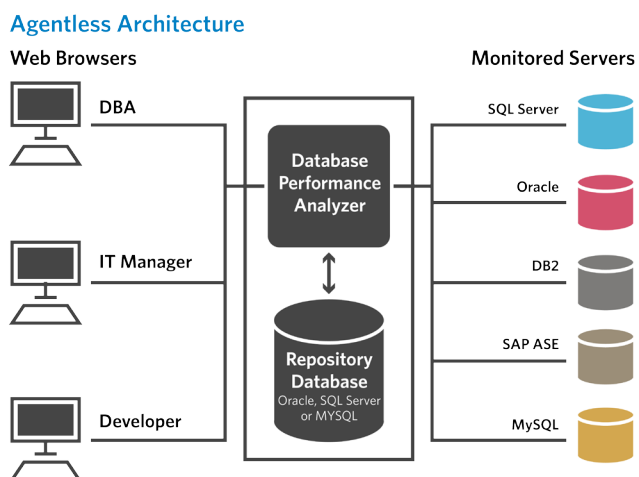 Agentless Architecture
Web Browsers
Monitored Servers
DBA
IT Manager
Developer
Database
Performance
Analyzer
Repository
Database
Oracle, SQL Server
or MYSQL
SQL Server
Oracle
DB2
SAP ASE
MySQL